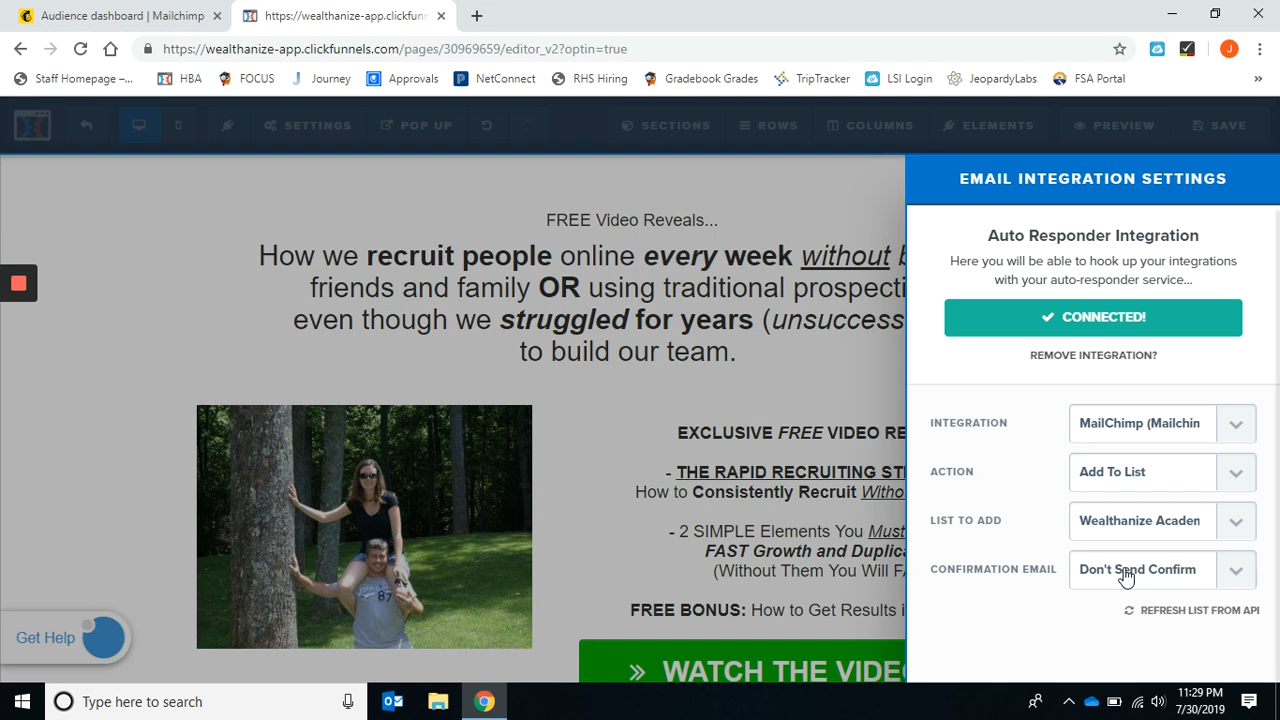 Audience dashboard | Mailchimp
https://wealthanize-app.clickfunn
https://wealthanize-app.clickfunnels.com/pages/30969659/editor_v2?optin=true
J
Staff Homepage –...
HBA
FOCUS
Journey
Approvals
NetConnect
RHS Hiring
Gradebook Grades
TripTracker
LSI Login
JeopardyLabs
FSA Portal
SETTINGS
POP UP
SECTIONS
ROWS
COLUMNS
ELEMENTS
PREVIEW
SAVE
EMAIL INTEGRATION SETTINGS
Auto Responder Integration
Here you will be able to hook up your integrations
with your auto-responder service...
CONNECTED!
REMOVE INTEGRATION?
INTEGRATION
MailChimp (Mailchin
ACTION
Add To List
LIST TO ADD
Wealthanize Academ
CONFIRMATION EMAIL
Don't Send Confirm
REFRESH LIST FROM API
FREE Video Reveals...
How we recruit people online every week without b
friends and family OR using traditional prospecti
even though we struggled for years (unsuccess
to build our team.
87
EXCLUSIVE FREE VIDEO RE
- THE RAPID RECRUITING ST
How to Consistently Recruit Witho
- 2 SIMPLE Elements You Must
FAST Growth and Duplica
(Without Them You Will F
FREE BONUS: How to Get Results i
WATCH THE VIDEO
Get Help
Type here to search
11:29 PM
7/30/2019